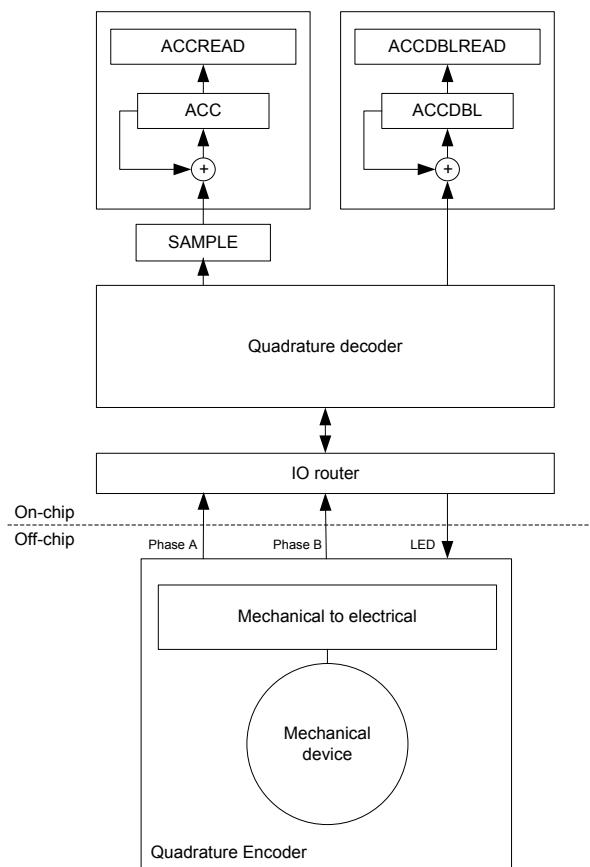 ACCREAD
ACCDBLREAD
ACC
ACCDBL
+
+
SAMPLE
Quadrature decoder
IO router
On-chip
Off-chip
Phase A
Phase B
LED
Mechanical to electrical
Mechanical
device
Quadrature Encoder